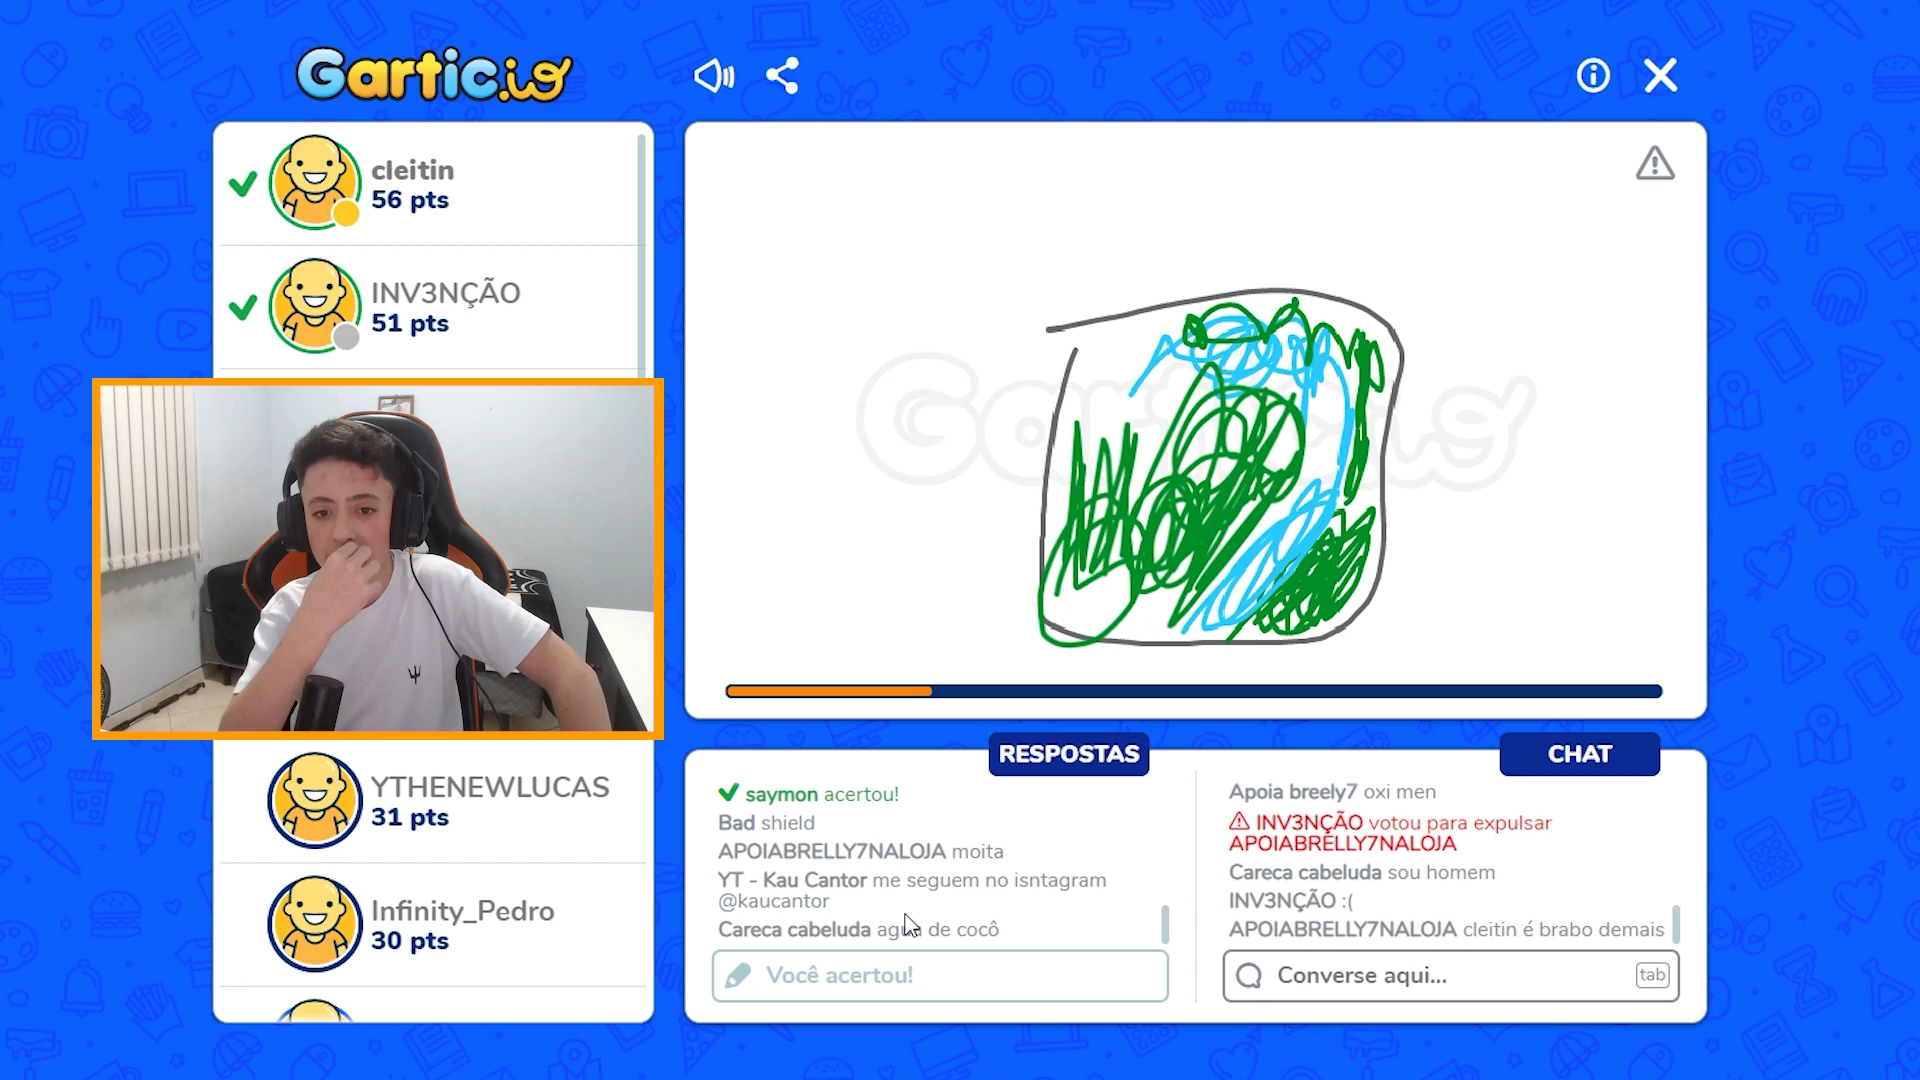 Gartic.io
cleitin
56 pts
INV3NÇÃO
51 pts
YTHENEWLUCAS
31 pts
Infinity_Pedro
30 pts
Gartic.io
RESPOSTAS
saymon acertou!
Bad shield
APOIABRELLY7NALOJA moita
YT - Kau Cantor me seguem no isntagram
@kaucantor
Careca cabeluda agua de cocô
Você acertou!
CHAT
Apoia breely7 oxi men
INV3NÇÃO votou para expulsar
APOIABRELLY7NALOJA
Careca cabeluda sou homem
INV3NÇÃO :(
APOIABRELLY7NALOJA cleitin é brabo demais
Converse aqui...
tab